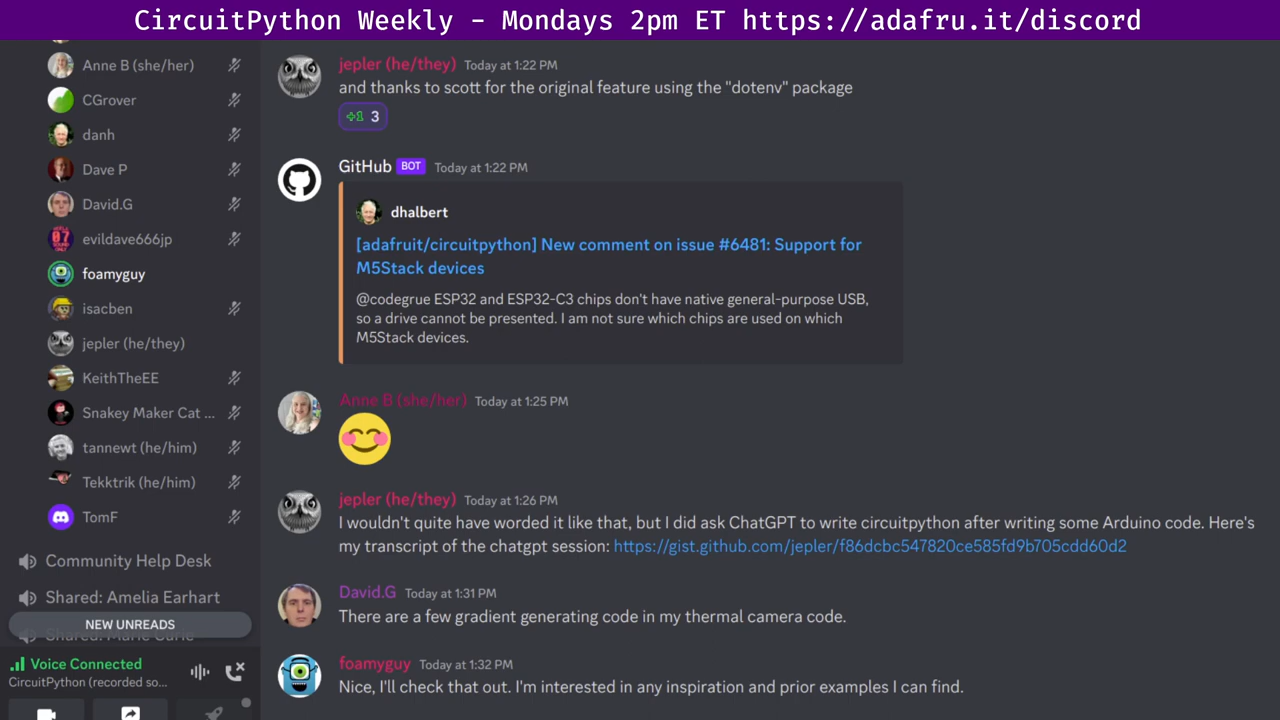 CircuitPython Weekly - Mondays 2pm ET https://adafru.it/discord
Anne B (she/her)
CGrover
danh
Dave P
David.G
evildave666jp
foamyguy
isacben
jepler (he/they)
KeithTheEE
Snakey Maker Cat ...
tannewt (he/him)
Tekktrik (he/him)
TomF
Community Help Desk
Shared: Amelia Earhart
NEW UNREADS
Shared: Marie Curie
Voice Connected
CircuitPython (recorded so...
jepler (he/they) Today at 1:22 PM
and thanks to scott for the original feature using the "dotenv" package
+1 3
GitHub BOT Today at 1:22 PM
dhalbert
[adafruit/circuitpython] New comment on issue #6481: Support for
M5Stack devices
@codegrue ESP32 and ESP32-C3 chips don't have native general-purpose USB,
so a drive cannot be presented. I am not sure which chips are used on which
M5Stack devices.
Anne B (she/her) Today at 1:25 PM
jepler (he/they) Today at 1:26 PM
I wouldn't quite have worded it like that, but I did ask ChatGPT to write circuitpython after writing some Arduino code. Here's
my transcript of the chatgpt session: https://gist.github.com/jepler/f86dcbc547820ce585fd9b705cdd60d2
David.G Today at 1:31 PM
There are a few gradient generating code in my thermal camera code.
foamyguy Today at 1:32 PM
Nice, I'll check that out. I'm interested in any inspiration and prior examples I can find.